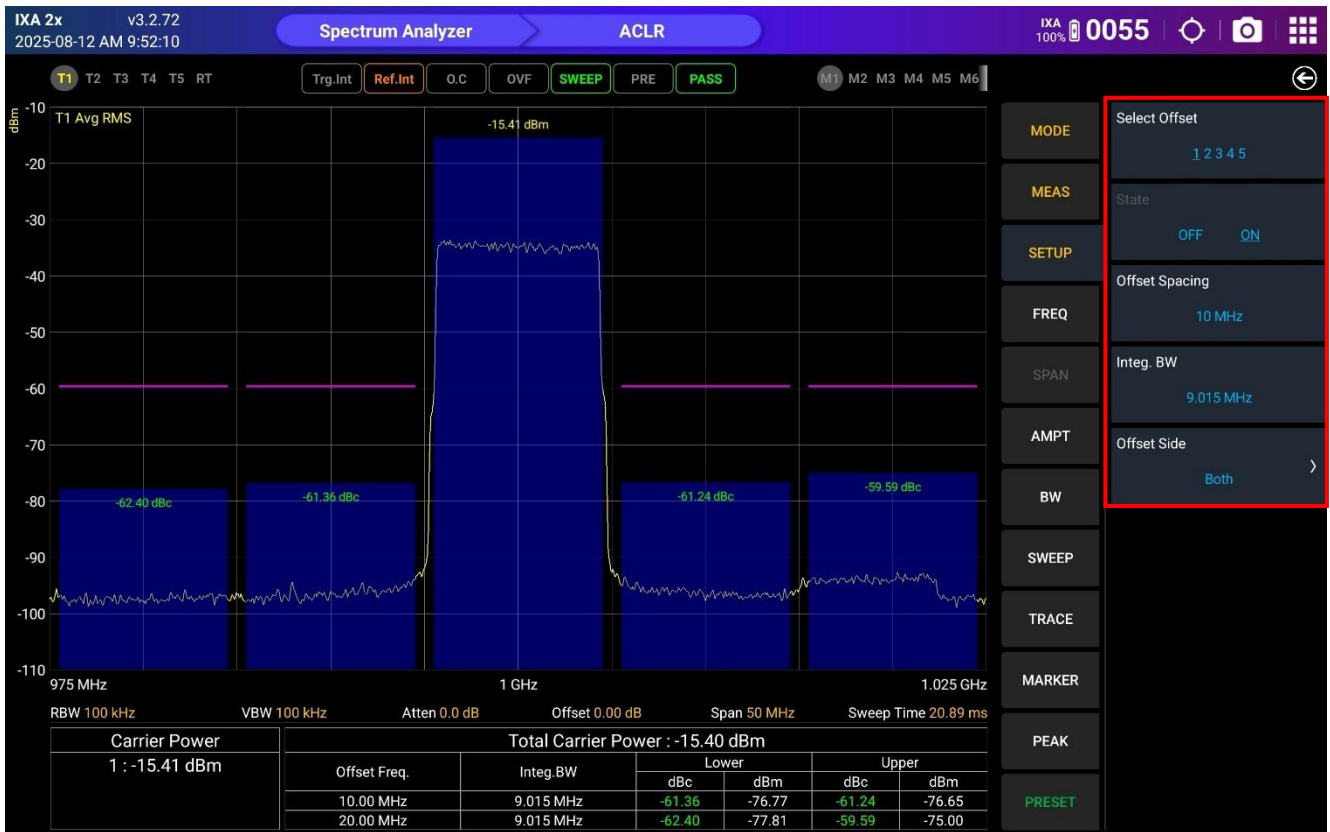 IXA 2x v3.2.72
2025-08-12 AM 9:52:10
Spectrum Analyzer ACLR
IXA
100% 0055
T1 T2 T3 T4 T5 RT
Trg.Int Ref.Int O.C OVF SWEEP PRE PASS
M1 M2 M3 M4 M5 M6
dBm
T1 Avg RMS
-15.41 dBm
-10
-20
-30
-40
-50
-60
-70
-80
-90
-100
-110
-62.40 dBc
-61.36 dBc
-61.24 dBc
-59.59 dBc
975 MHz 1 GHz 1.025 GHz
RBW 100 kHz VBW 100 kHz Atten 0.0 dB Offset 0.00 dB Span 50 MHz Sweep Time 20.89 ms
Carrier Power
1 : -15.41 dBm
Total Carrier Power : -15.40 dBm
Offset Freq. Integ.BW Lower Upper
dBc dBm dBc dBm
10.00 MHz 9.015 MHz -61.36 -76.77 -61.24 -76.65
20.00 MHz 9.015 MHz -62.40 -77.81 -59.59 -75.00
MODE
MEAS
SETUP
FREQ
SPAN
AMPT
BW
SWEEP
TRACE
MARKER
PEAK
PRESET
Select Offset
1 2 3 4 5
State
OFF ON
Offset Spacing
10 MHz
Integ. BW
9.015 MHz
Offset Side
Both